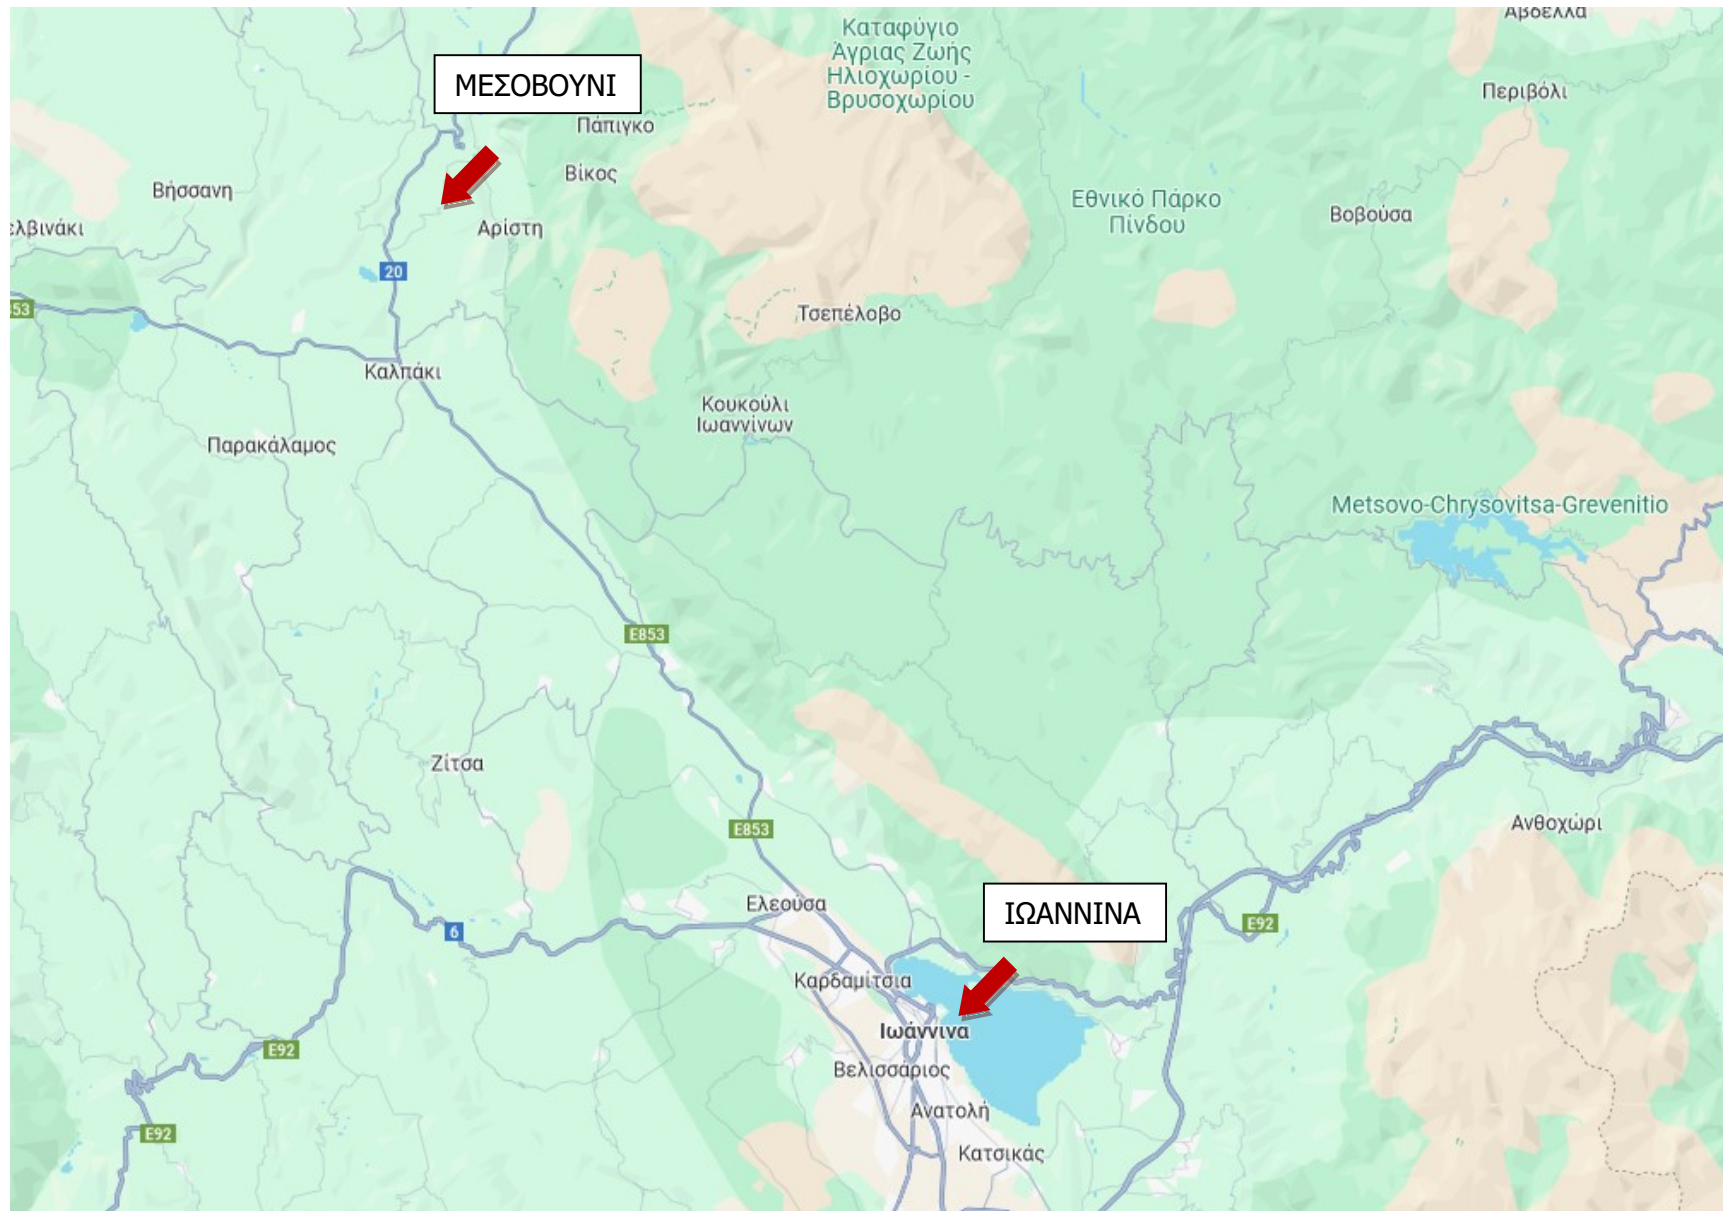 Αβδέλλα
Καταφύγιο
Άγριας Ζωής
Ηλιοχωρίου -
Βρυσοχωρίου
ΜΕΣΟΒΟΥΝΙ
Περιβόλι
Πάπιγκο
Βίκος
Βήσσανη
Εθνικό Πάρκο
Πίνδου
Βοβούσα
ελβινάκι
Αρίστη
20
53
Τσεπέλοβο
Καλπάκι
Κουκούλι
Ιωαννίνων
Παρακάλαμος
Metsovo-Chrysovitsa-Grevenitio
E853
Ζίτσα
E853
Ανθοχώρι
Ελεούσα
ΙΩΑΝΝΙΝΑ
6
E92
Καρδαμίτσια
Ιωάννινα
E92
Βελισσάριος
Ανατολή
E92
Κατσικάς